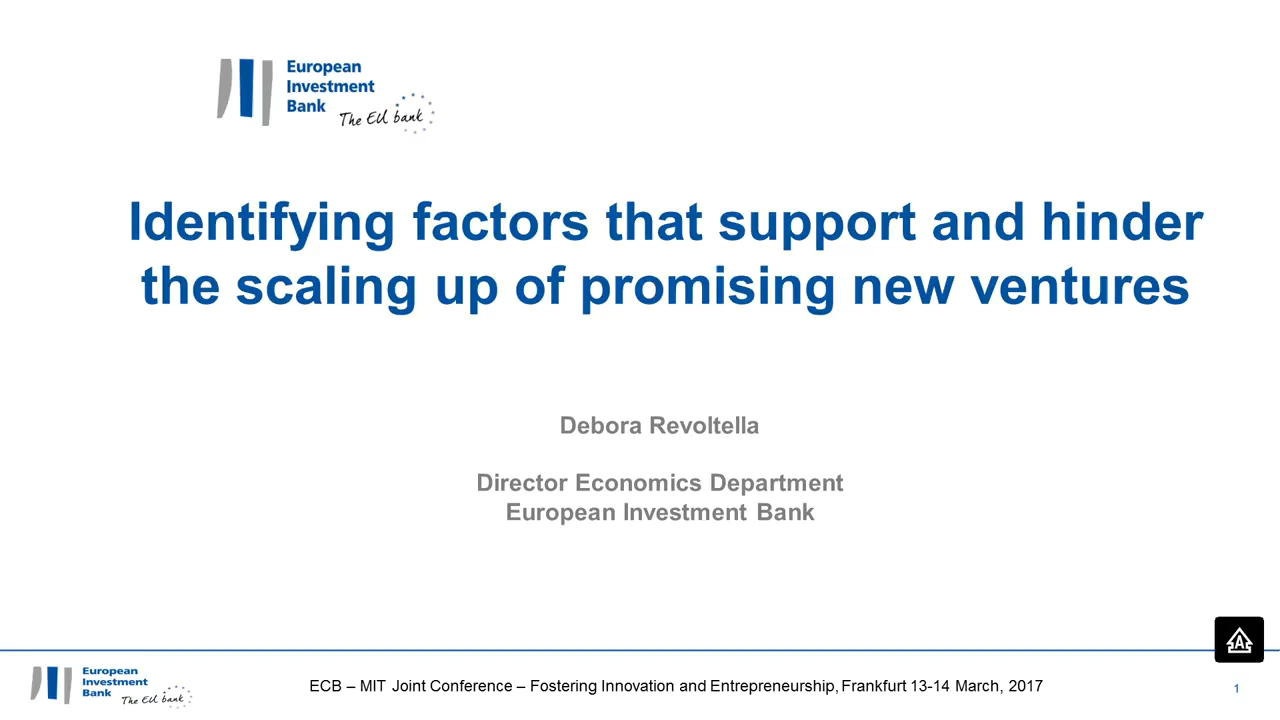 European
Investment
Bank
The EU bank
Identifying factors that support and hinder
the scaling up of promising new ventures
Debora Revoltella
Director Economics Department
European Investment Bank
A
European
Investment
Bank
The EU bank
ECB – MIT Joint Conference – Fostering Innovation and Entrepreneurship, Frankfurt 13-14 March, 2017
1